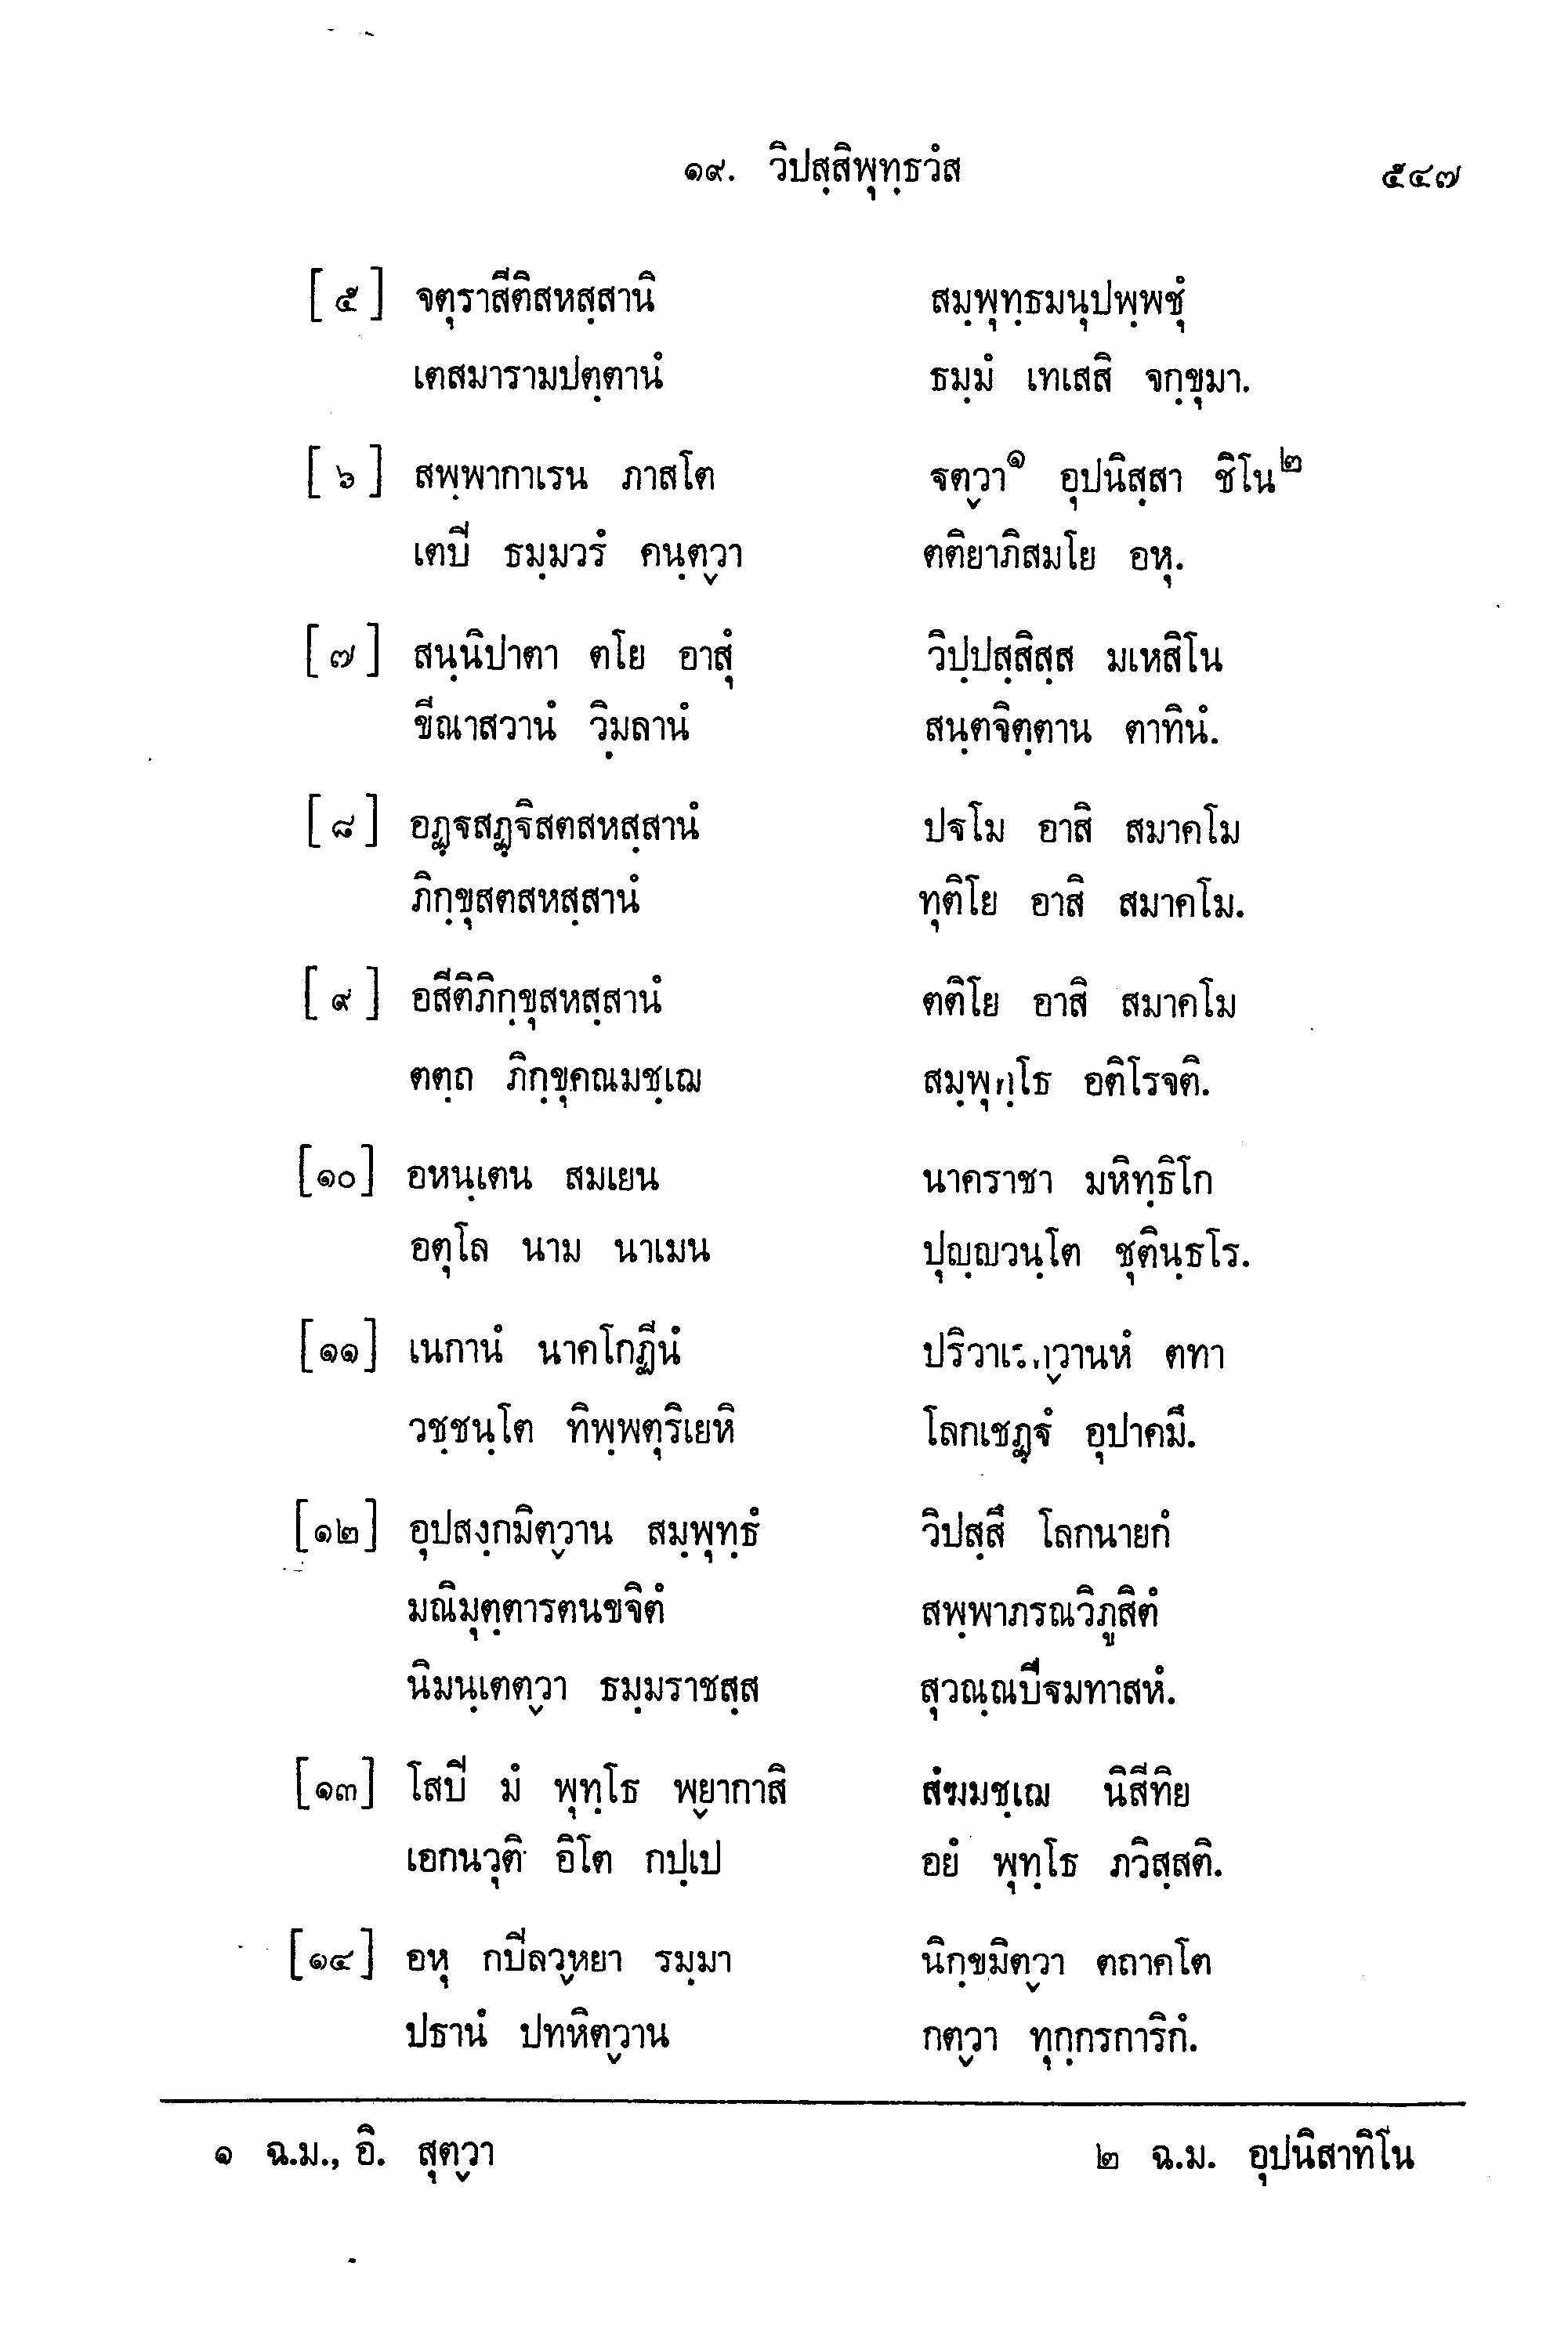 ๑๙. วิปสฺสิพุทฺธวํส ๕๔๗
[๕] จตุราสีติสหสฺสานิ สมฺพุทฺธมนุปพฺพชุํ
เตสมารามปตฺตานํ ธมฺมํ เทเสสิ จกฺขุมา.
[๖] สพฺพากาเรน ภาสโต ฐตฺวา๑ อุปนิสฺสา ชิโน๒
เตปิ ธมฺมวรํ คนฺตฺวา ตติยาภิสมโย อหุ.
[๗] สนฺนิปาตา ตโย อาสุํ วิปฺปสฺสิสฺส มเหสิโน
ขีณาสวานํ วิมลานํ สนฺตจิตฺตาน ตาทินํ.
[๘] อฏฺฐสฏฺฐิสตสหสฺสานํ ปฐโม อาสิ สมาคโม
ภิกฺขุสตสหสฺสานํ ทุติโย อาสิ สมาคโม.
[๙] อสีติภิกฺขุสหสฺสานํ ตติโย อาสิ สมาคโม
ตตฺถ ภิกฺขุคณมชฺเฌ สมฺพุทฺโธ อติโรจติ.
[๑๐] อหนฺเตน สมเยน นาคราชา มหิทฺธิโก
อตุโล นาม นาเมน ปุญฺญวนฺโต ชุตินฺธโร.
[๑๑] เนกานํ นาคโกฏีนํ ตทา
วชฺชนฺโต ทิพฺพตุริเยหิ โลกเชฏฺฐํ อุปาคมึ.
[๑๒] อุปสงฺกมิตฺวาน สมฺพุทฺธํ วิปสฺสึ โลกนายกํ
มณิมุตฺตารตนขจิตํ สพฺพาภรณวิภูสิตํ
นิมนฺเตตฺวา ธมฺมราชสฺส สุวณฺณปีฐมทาสหํ.
[๑๓] โสปิ มํ พุทฺโธ พฺยากาสิ สํฆมชฺเฌ นิสีทิย
เอกนวุติ อิโต กปฺเป อยํ พุทฺโธ ภวิสฺสติ.
[๑๔] อหุ กปิลวฺหยา รมฺมา นิกฺขมิตฺวา ตถาคโต
ปธานํ ปทหิตฺวาน กตฺวา ทุกฺกรการิกํ.
๑ ฉ.ม., อิ. สุตฺวา ๒ ฉ.ม. อุปนิสาทิโน